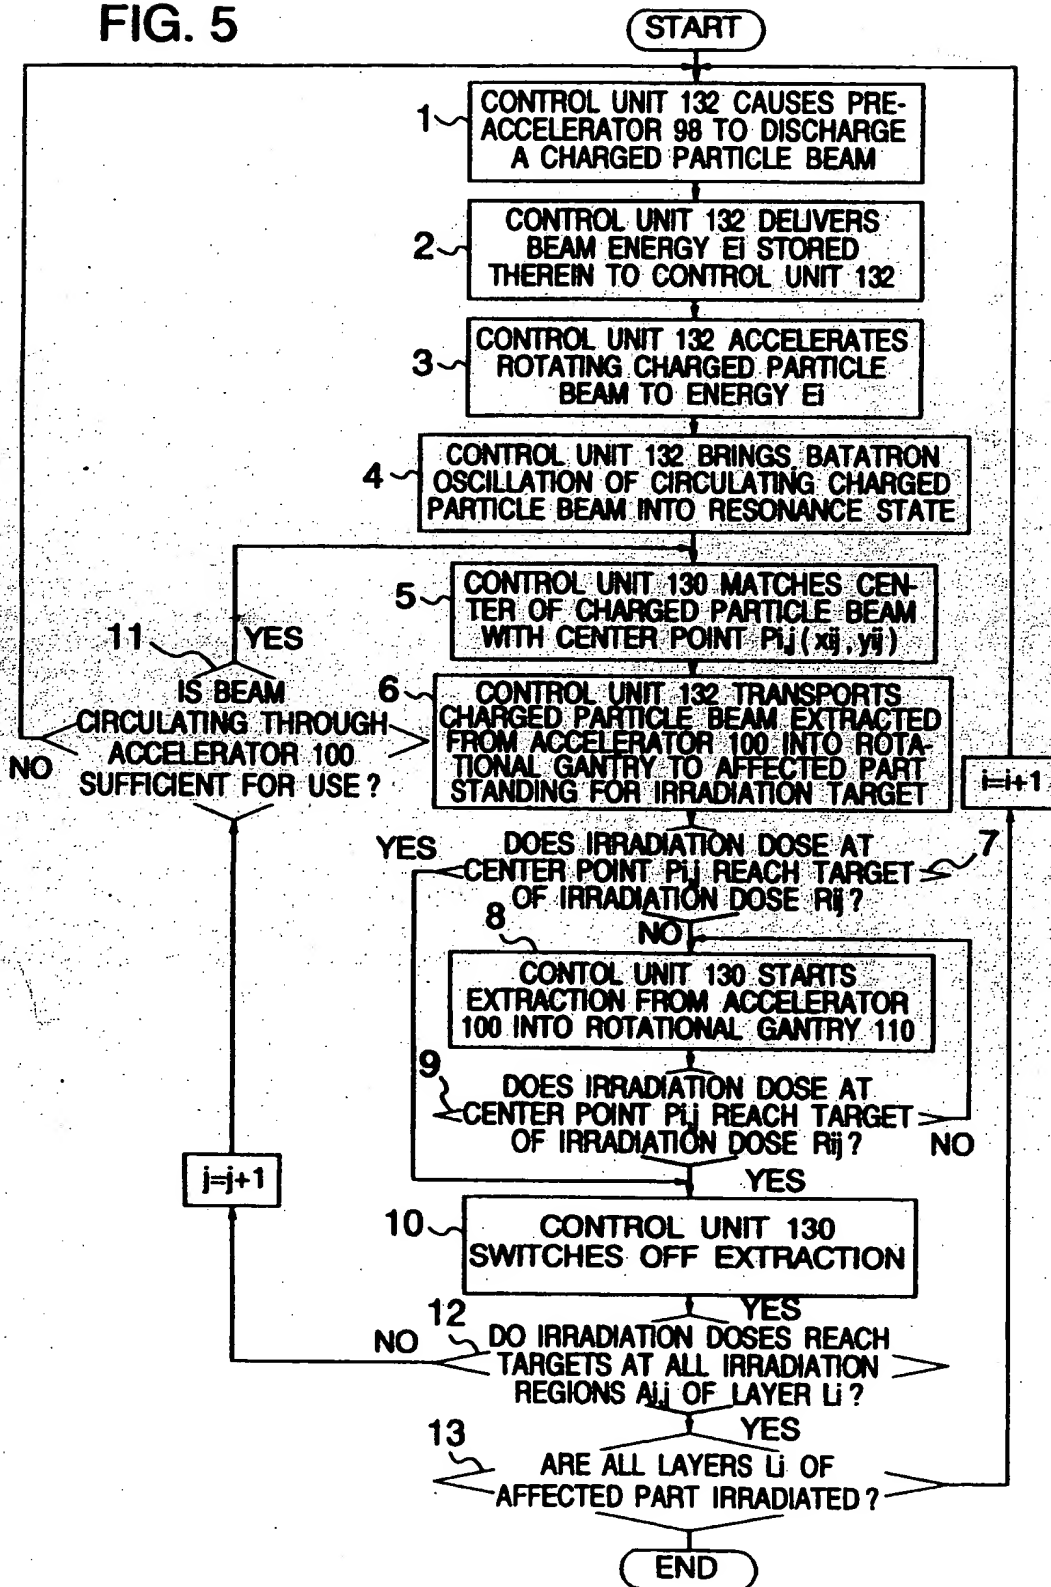 FIG. 5
START
1
CONTROL UNIT 132 CAUSES PRE-
ACCELERATOR 98 TO DISCHARGE
A CHARGED PARTICLE BEAM
2
CONTROL UNIT 132 DELIVERS
BEAM ENERGY Ei STORED
THEREIN TO CONTROL UNIT 132
3
CONTROL UNIT 132 ACCELERATES
ROTATING CHARGED PARTICLE
BEAM TO ENERGY Ei
4
CONTROL UNIT 132 BRINGS BATATRON
OSCILLATION OF CIRCULATING CHARGED
PARTICLE BEAM INTO RESONANCE STATE
5
CONTROL UNIT 130 MATCHES CEN-
TER OF CHARGED PARTICLE BEAM
WITH CENTER POINT Pi,j (xij, yij)
11
YES
IS BEAM
CIRCULATING THROUGH
ACCELERATOR 100
SUFFICIENT FOR USE ?
NO
6
CONTROL UNIT 132 TRANSPORTS
CHARGED PARTICLE BEAM EXTRACTED
FROM ACCELERATOR 100 INTO ROTA-
TIONAL GANTRY TO AFFECTED PART
STANDING FOR IRRADIATION TARGET
i=i+1
YES
DOES IRRADIATION DOSE AT
CENTER POINT Pi,j REACH TARGET
OF IRRADIATION DOSE Rij ?
7
NO
8
CONTOL UNIT 130 STARTS
EXTRACTION FROM ACCELERATOR
100 INTO ROTATIONAL GANTRY 110
9
DOES IRRADIATION DOSE AT
CENTER POINT Pi,j REACH TARGET
OF IRRADIATION DOSE Rij ?
NO
YES
j=j+1
10
CONTROL UNIT 130
SWITCHES OFF EXTRACTION
YES
12
NO
DO IRRADIATION DOSES REACH
TARGETS AT ALL IRRADIATION
REGIONS Ai,j OF LAYER Li ?
YES
13
ARE ALL LAYERS Li OF
AFFECTED PART IRRADIATED ?
END